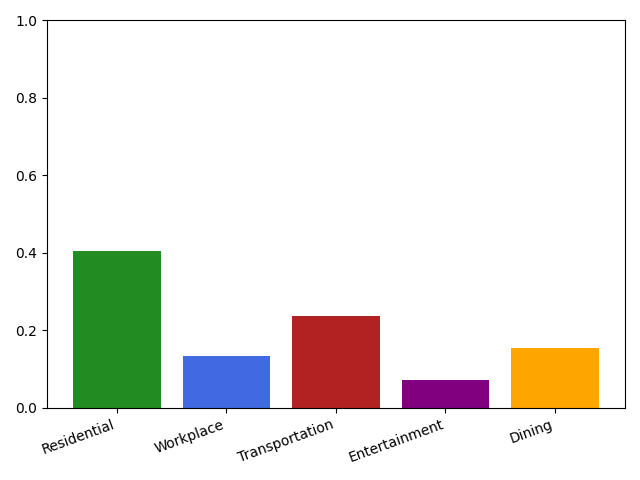 1.0
0.8
0.6
0.4
0.2
0.0
Residential
Workplace
Transportation
Entertainment
Dining